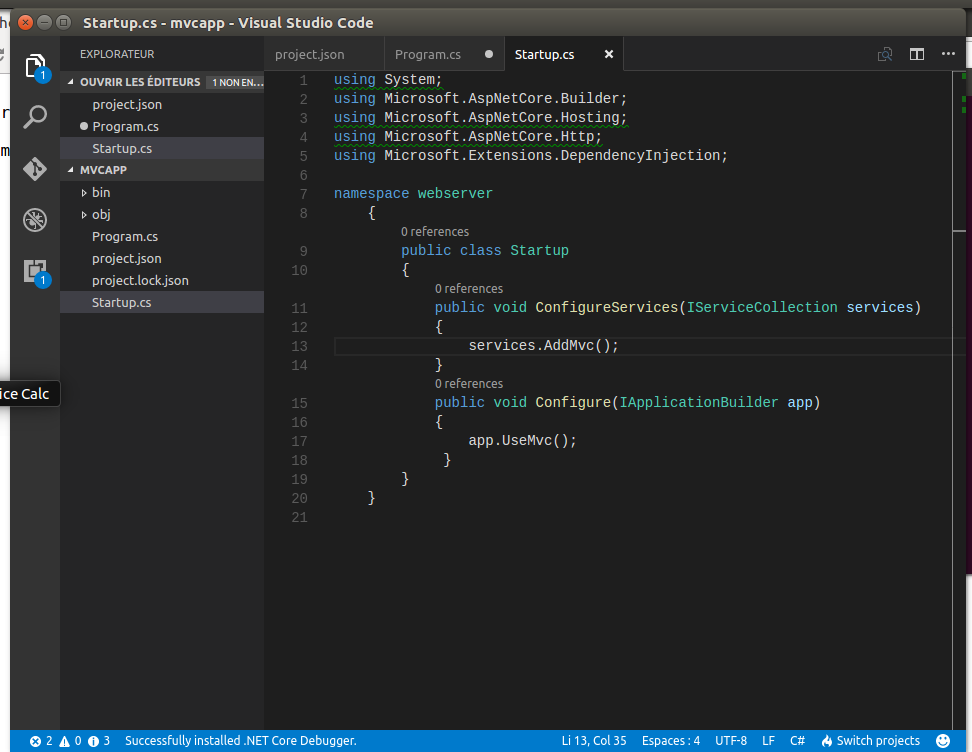 Startup.cs - mvcapp - Visual Studio Code
EXPLORATEUR
project.json
Program.cs
Startup.cs
OUVRIR LES ÉDITEURS
1 NON EN...
project.json
Program.cs
Startup.cs
MVCAPP
bin
obj
Program.cs
project.json
project.lock.json
Startup.cs
1
1
ice Calc
1 using System;
2 using Microsoft.AspNetCore.Builder;
3 using Microsoft.AspNetCore.Hosting;
4 using Microsoft.AspNetCore.Http;
5 using Microsoft.Extensions.DependencyInjection;
6
7 namespace webserver
8 {
0 references
9 public class Startup
10 {
0 references
11 public void ConfigureServices(IServiceCollection services)
12 {
13 services.AddMvc();
14 }
0 references
15 public void Configure(IApplicationBuilder app)
16 {
17 app.UseMvc();
18 }
19 }
20 }
21
2 0 3 Successfully installed .NET Core Debugger. Li 13, Col 35 Espaces : 4 UTF-8 LF C# Switch projects